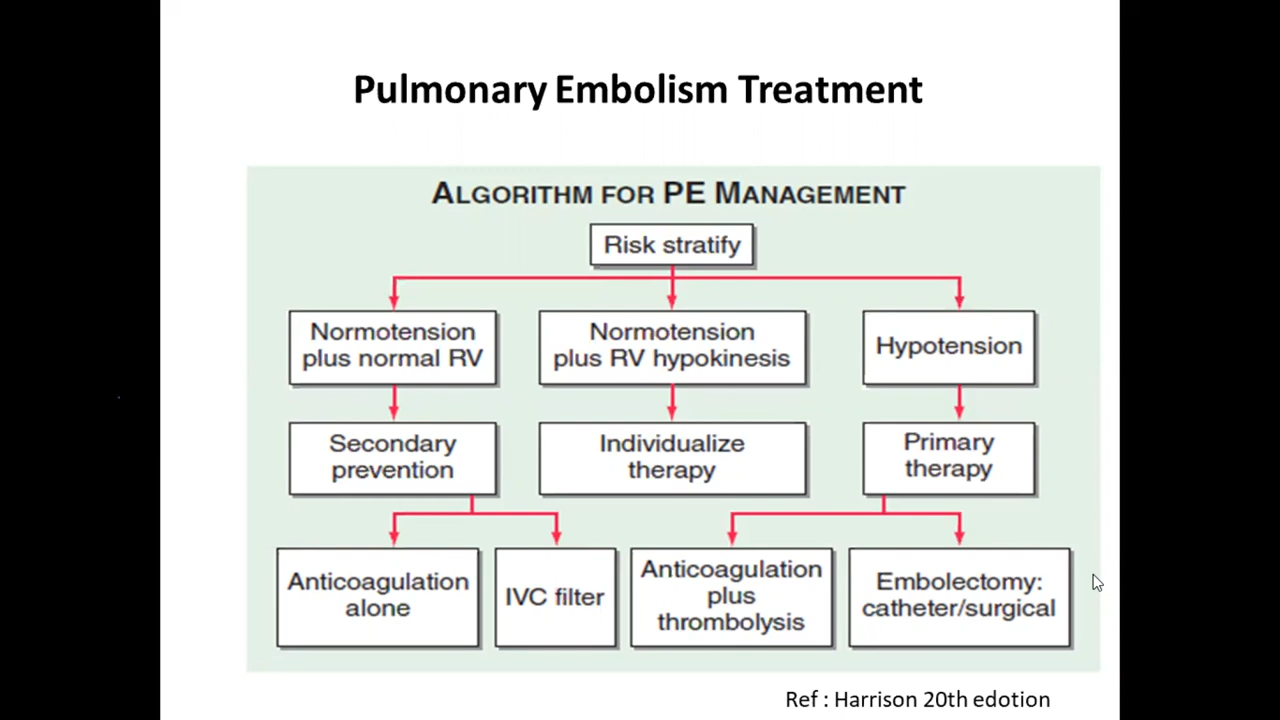 Pulmonary Embolism Treatment
ALGORITHM FOR PE MANAGEMENT
Risk stratify
Normotension
plus normal RV
Normotension
plus RV hypokinesis
Hypotension
Secondary
prevention
Individualize
therapy
Primary
therapy
Anticoagulation
alone
IVC filter
Anticoagulation
plus
thrombolysis
Embolectomy:
catheter/surgical
Ref : Harrison 20th edotion